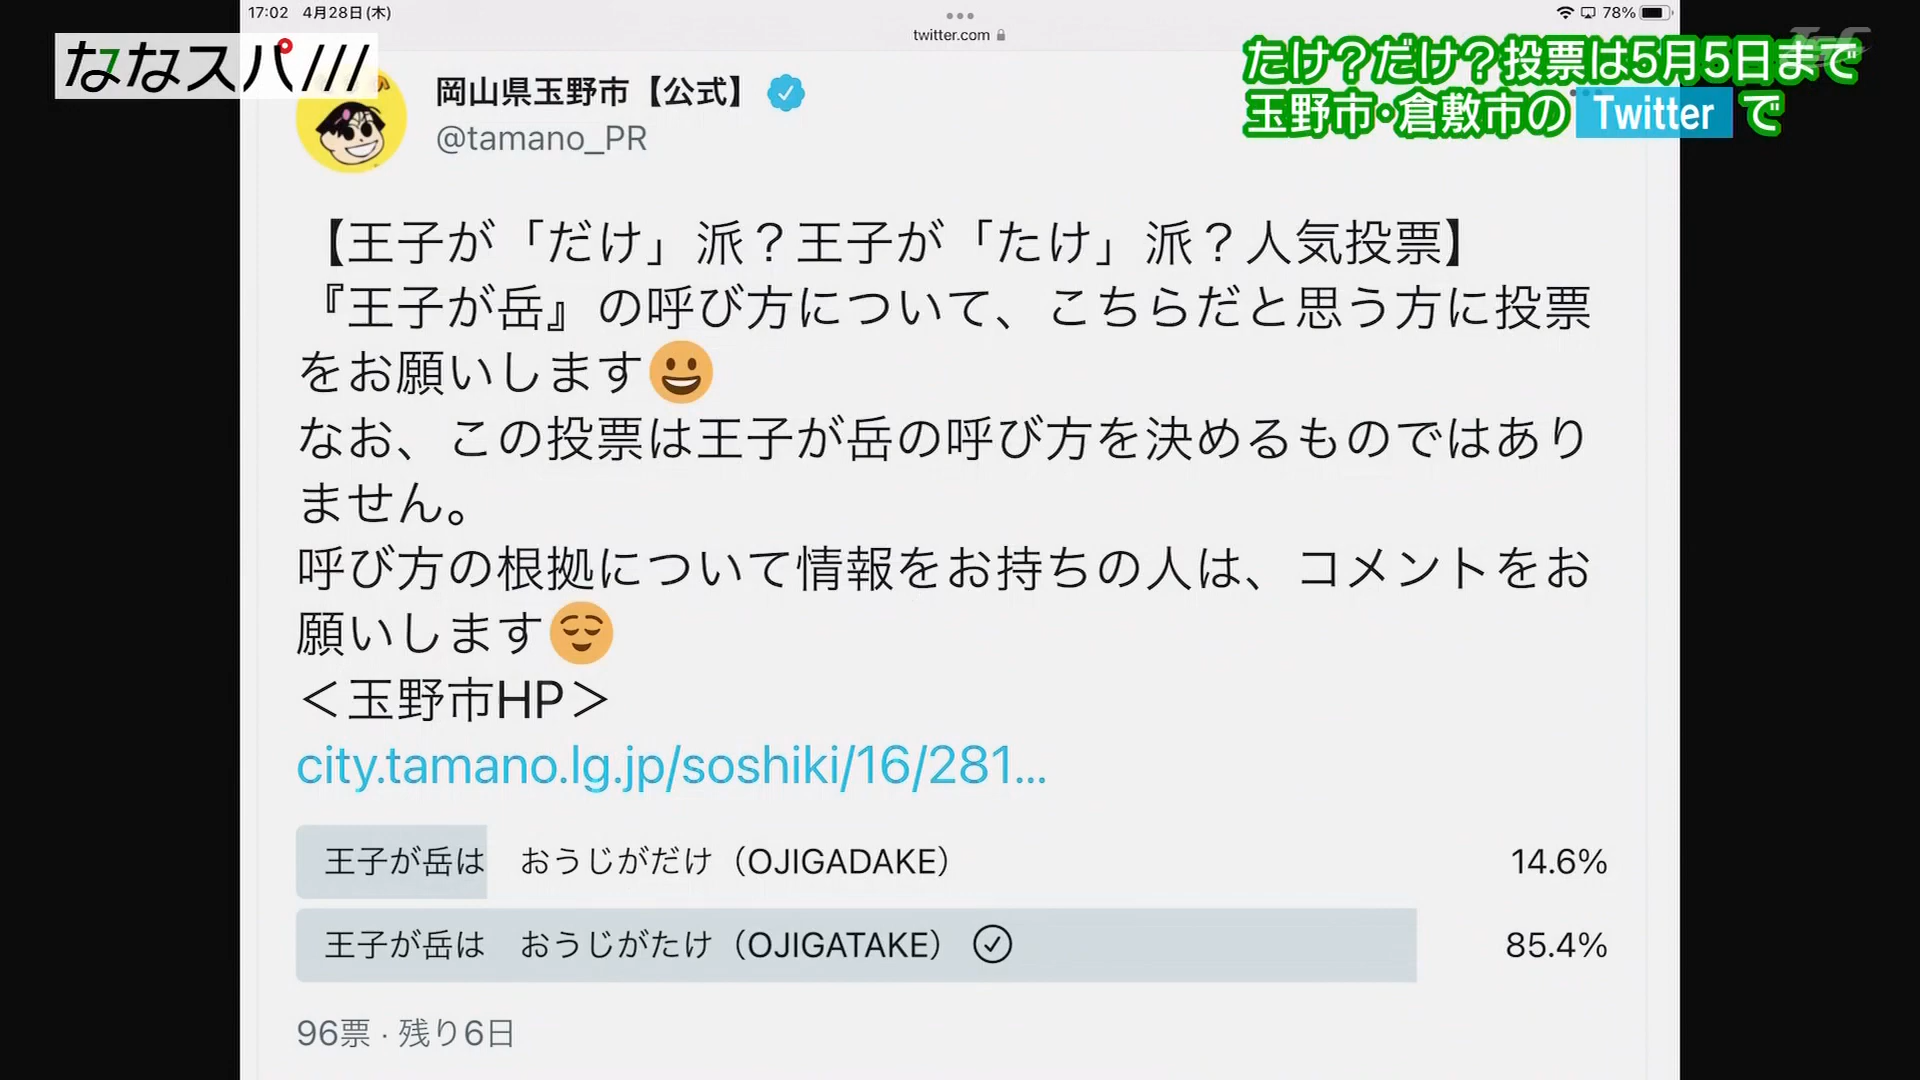 17:02 4月28日(木)
twitter.com
78%
ななスパ///
たけ?だけ?投票は5月5日まで
玉野市・倉敷市の Twitter で
岡山県玉野市【公式】
@tamano_PR
【王子が「だけ」派？王子が「たけ」派？人気投票】
『王子が岳』の呼び方について、こちらだと思う方に投票
をお願いします😀
なお、この投票は王子が岳の呼び方を決めるものではあり
ません。
呼び方の根拠について情報をお持ちの人は、コメントをお
願いします😌
＜玉野市HP＞
city.tamano.lg.jp/soshiki/16/281...
王子が岳は　おうじがだけ（OJIGADAKE） 14.6%
王子が岳は　おうじがたけ（OJIGATAKE） 85.4%
96票 · 残り6日